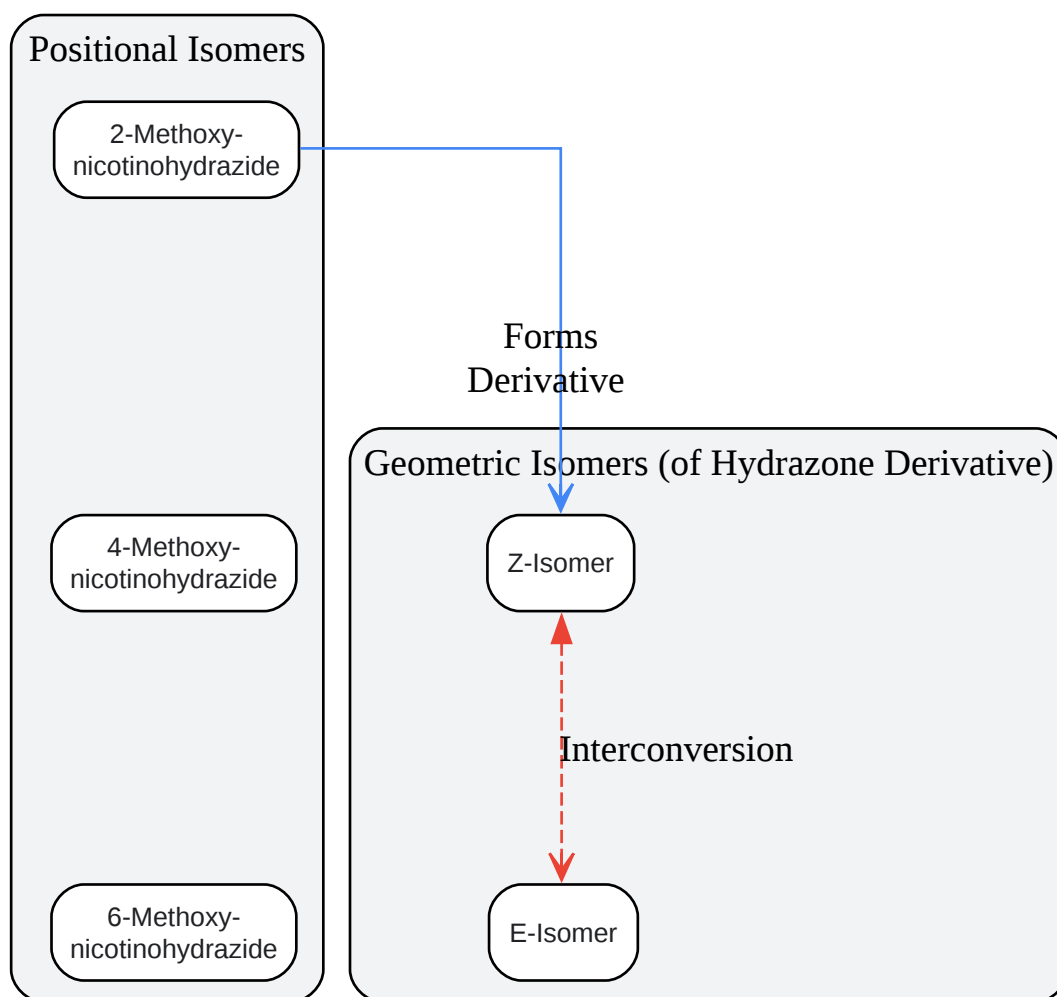 Positional Isomers
2-Methoxy-
nicotinohydrazide
Forms
Derivative
Geometric Isomers (of Hydrazone Derivative)
4-Methoxy-
nicotinohydrazide
Z-Isomer
Interconversion
6-Methoxy-
nicotinohydrazide
E-Isomer